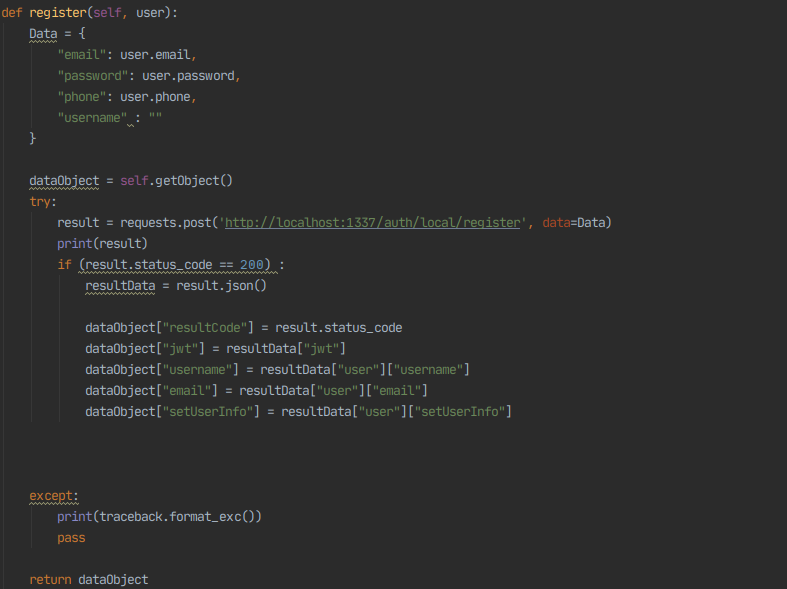 def register(self, user):
    Data = {
        "email": user.email,
        "password": user.password,
        "phone": user.phone,
        "username" : ""
    }
    dataObject = self.getObject()
    try:
        result = requests.post('http://localhost:1337/auth/local/register', data=Data)
        print(result)
        if (result.status_code == 200) :
            resultData = result.json()
            dataObject["resultCode"] = result.status_code
            dataObject["jwt"] = resultData["jwt"]
            dataObject["username"] = resultData["user"]["username"]
            dataObject["email"] = resultData["user"]["email"]
            dataObject["setUserInfo"] = resultData["user"]["setUserInfo"]
    except:
        print(traceback.format_exc())
        pass
    return dataObject